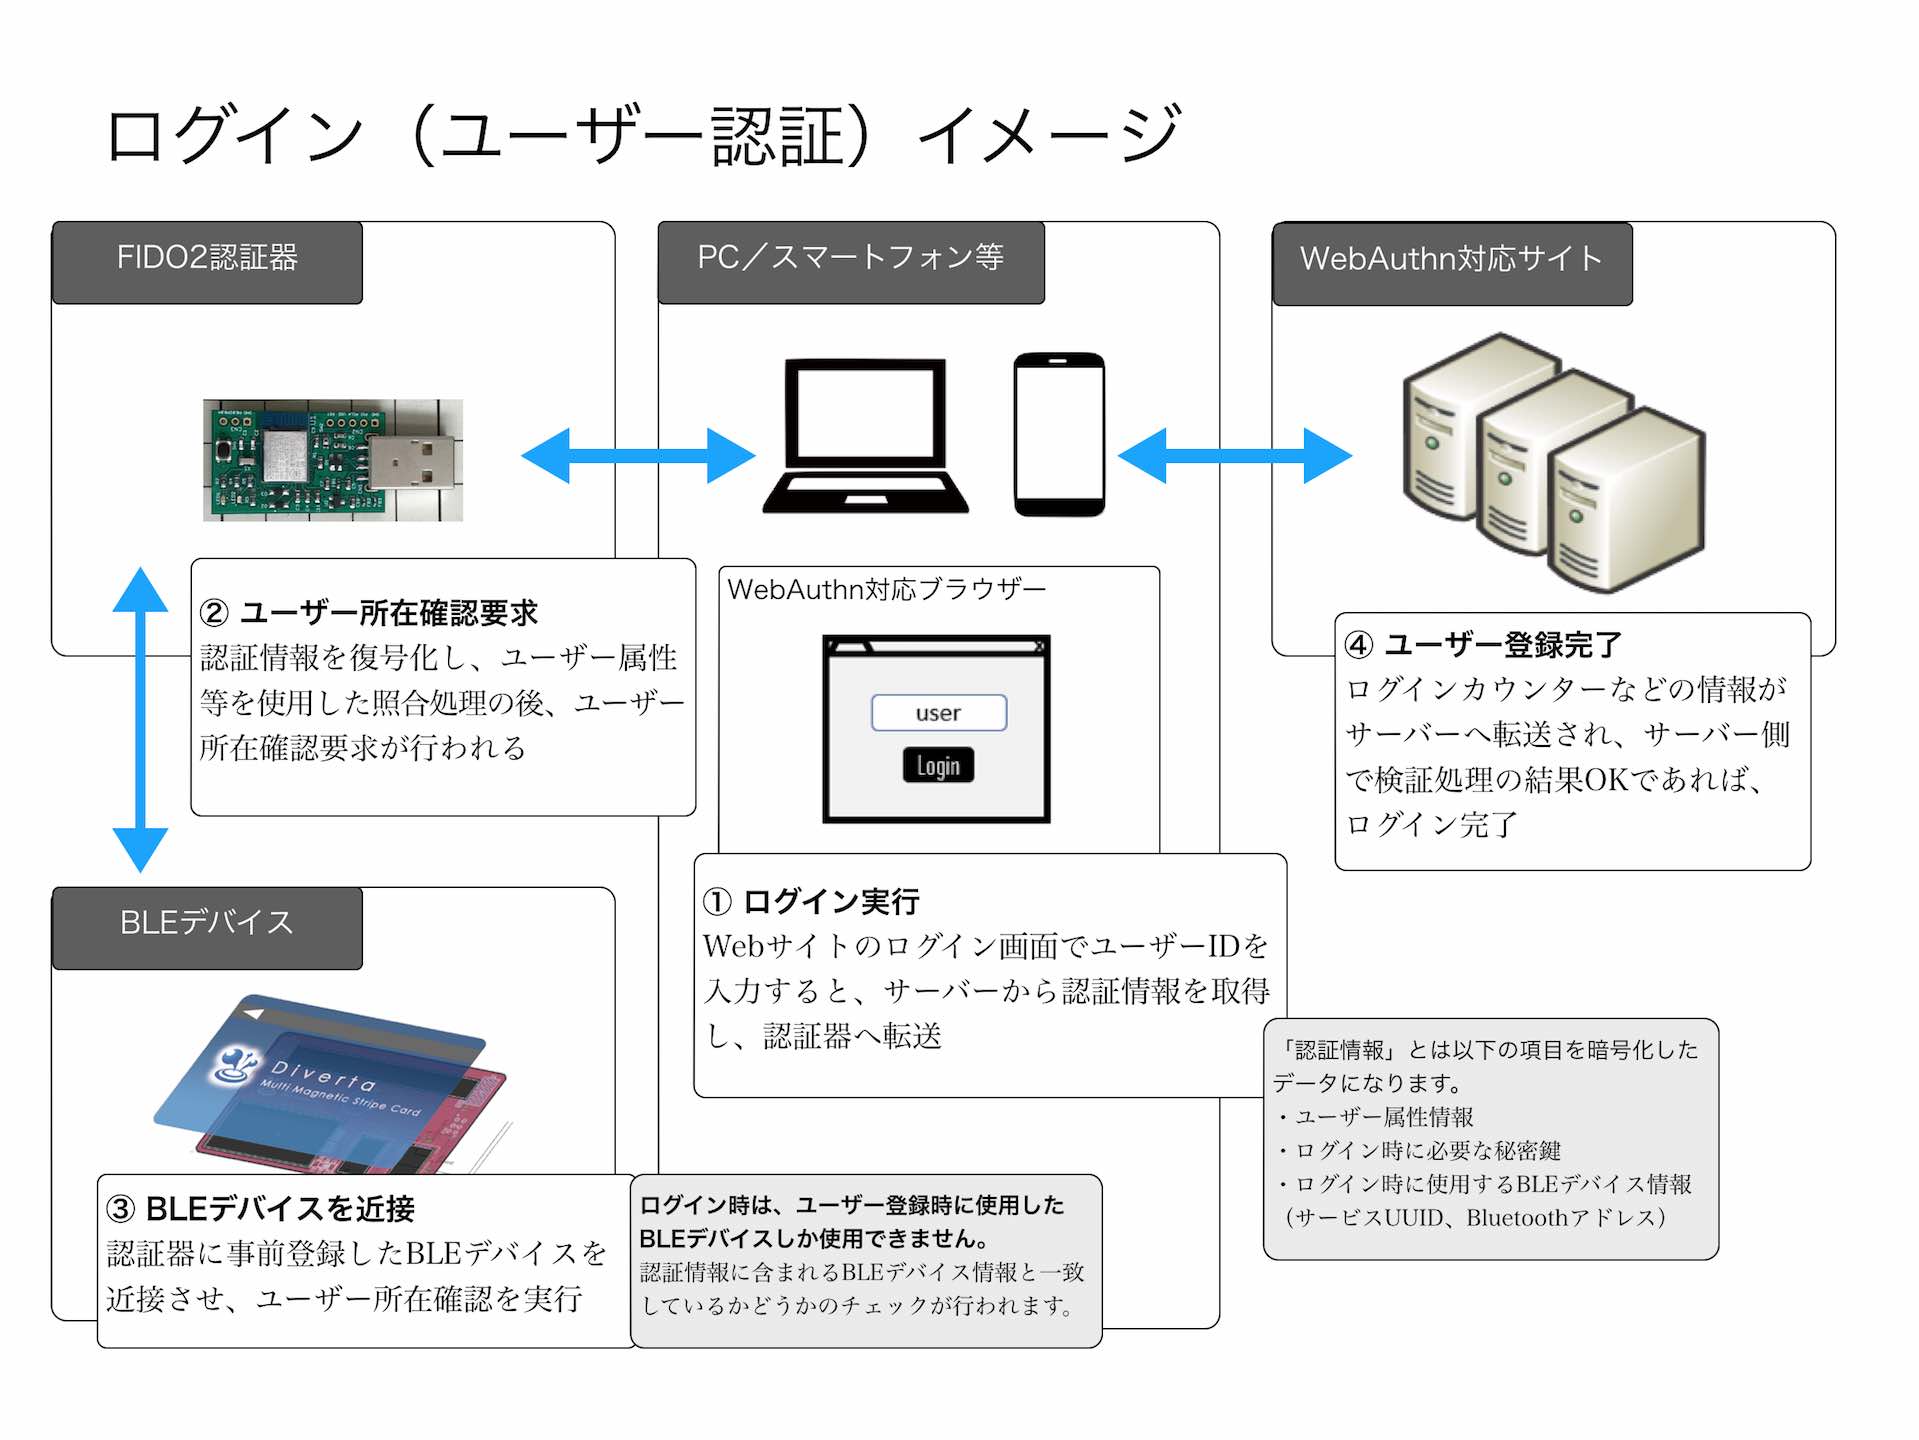 ログイン（ユーザー認証）イメージ
FIDO2認証器
PC／スマートフォン等
WebAuthn対応サイト
② ユーザー所在確認要求
認証情報を復号化し、ユーザー属性
等を使用した照合処理の後、ユーザー
所在確認要求が行われる
WebAuthn対応ブラウザー
user
Login
④ ユーザー登録完了
ログインカウンターなどの情報が
サーバーへ転送され、サーバー側
で検証処理の結果OKであれば、
ログイン完了
① ログイン実行
Webサイトのログイン画面でユーザーIDを
入力すると、サーバーから認証情報を取得
し、認証器へ転送
BLEデバイス
Diverta
Multi Magnetic Stripe Card
③ BLEデバイスを近接
認証器に事前登録したBLEデバイスを
近接させ、ユーザー所在確認を実行
ログイン時は、ユーザー登録時に使用した
BLEデバイスしか使用できません。
認証情報に含まれるBLEデバイス情報と一致
しているかどうかのチェックが行われます。
「認証情報」とは以下の項目を暗号化した
データになります。
・ユーザー属性情報
・ログイン時に必要な秘密鍵
・ログイン時に使用するBLEデバイス情報
（サービスUUID、Bluetoothアドレス）